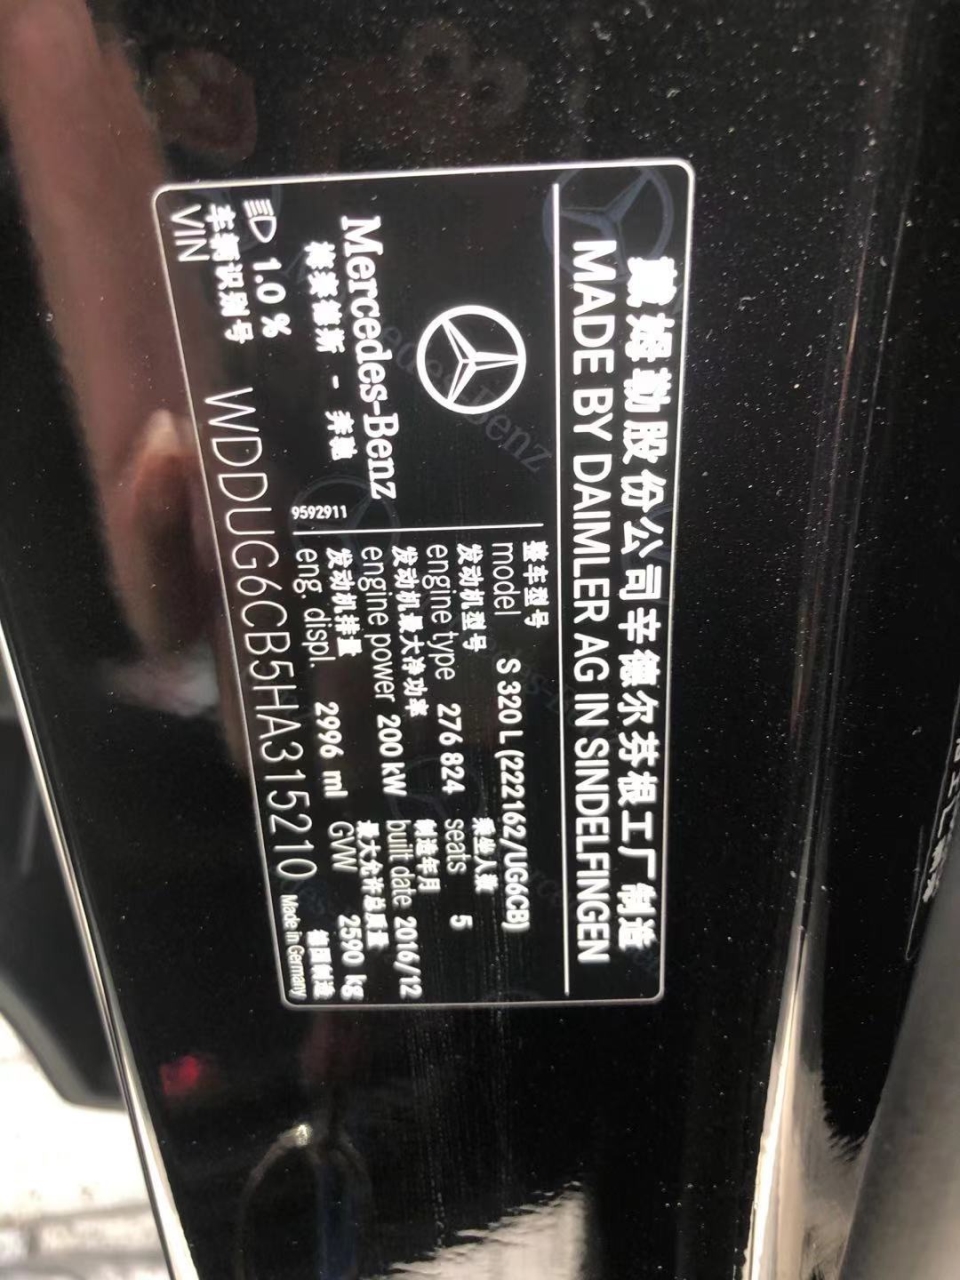 戴姆勒股份公司辛德尔芬根工厂制造
MADE BY DAIMLER AG IN SINDELFINGEN
Mercedes-Benz
梅赛德斯 - 奔驰
9592911
整车型号
model S 320 L (222162/UG6CB)
发动机型号 乘坐人数
engine type 276 824 seats 5
发动机最大净功率 制造年月
engine power 200 kW built date 2016/12
发动机排量 最大允许总质量
eng. displ. 2996 ml GVW 2590 kg
1.0 %
车辆识别号 德国制造
VIN WDDUG6CB5HA315210 Made in Germany